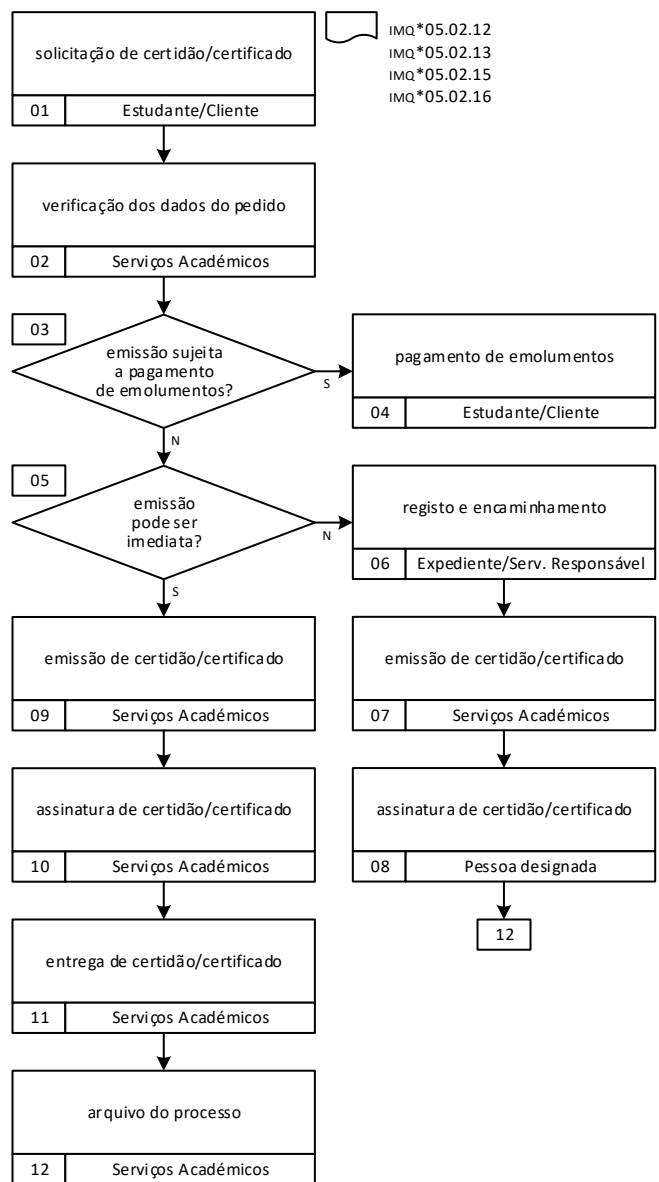 solicitação de certidão/certificado
01 Estudante/Cliente
IMQ*05.02.12
IMQ*05.02.13
IMQ*05.02.15
IMQ*05.02.16
verificação dos dados do pedido
02 Serviços Académicos
03
emissão sujeita
a pagamento
de emolumentos?
S
N
pagamento de emolumentos
04 Estudante/Cliente
05
emissão
pode ser
imediata?
N
S
registo e encaminhamento
06 Expediente/Serv. Responsável
emissão de certidão/certificado
09 Serviços Académicos
emissão de certidão/certificado
07 Serviços Académicos
assinatura de certidão/certificado
10 Serviços Académicos
assinatura de certidão/certificado
08 Pessoa designada
12
entrega de certidão/certificado
11 Serviços Académicos
arquivo do processo
12 Serviços Académicos